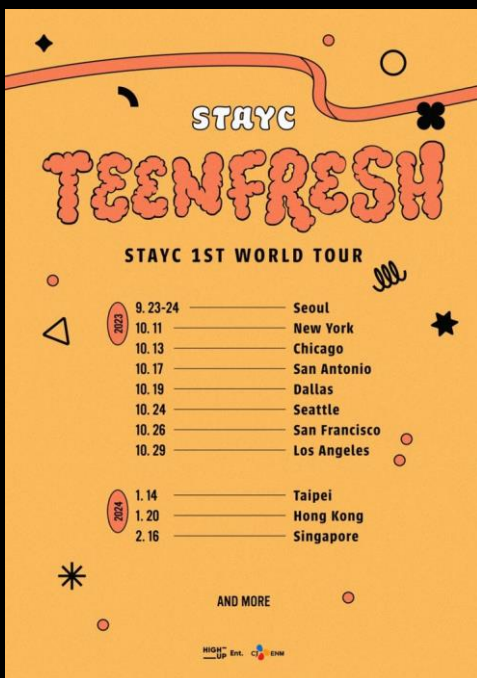 STAYC
TEENFRESH
STAYC 1ST WORLD TOUR
2023
9. 23-24 Seoul
10. 11 New York
10. 13 Chicago
10. 17 San Antonio
10. 19 Dallas
10. 24 Seattle
10. 26 San Francisco
10. 29 Los Angeles
2024
1. 14 Taipei
1. 20 Hong Kong
2. 16 Singapore
AND MORE
HIGH UP Ent. CJ ENM